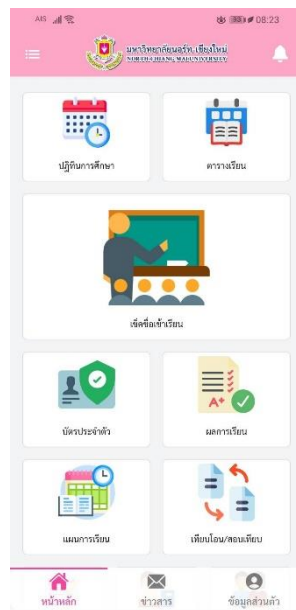 AIS 08:23
มหาวิทยาลัยนอร์ท-เชียงใหม่
NORTH-CHIANG MAI UNIVERSITY
ปฏิทินการศึกษา
ตารางเรียน
เช็คชื่อเข้าเรียน
บัตรประจำตัว
A+
ผลการเรียน
แผนการเรียน
เทียบโอน/สอบเทียบ
หน้าหลัก
ข่าวสาร
ข้อมูลส่วนตัว